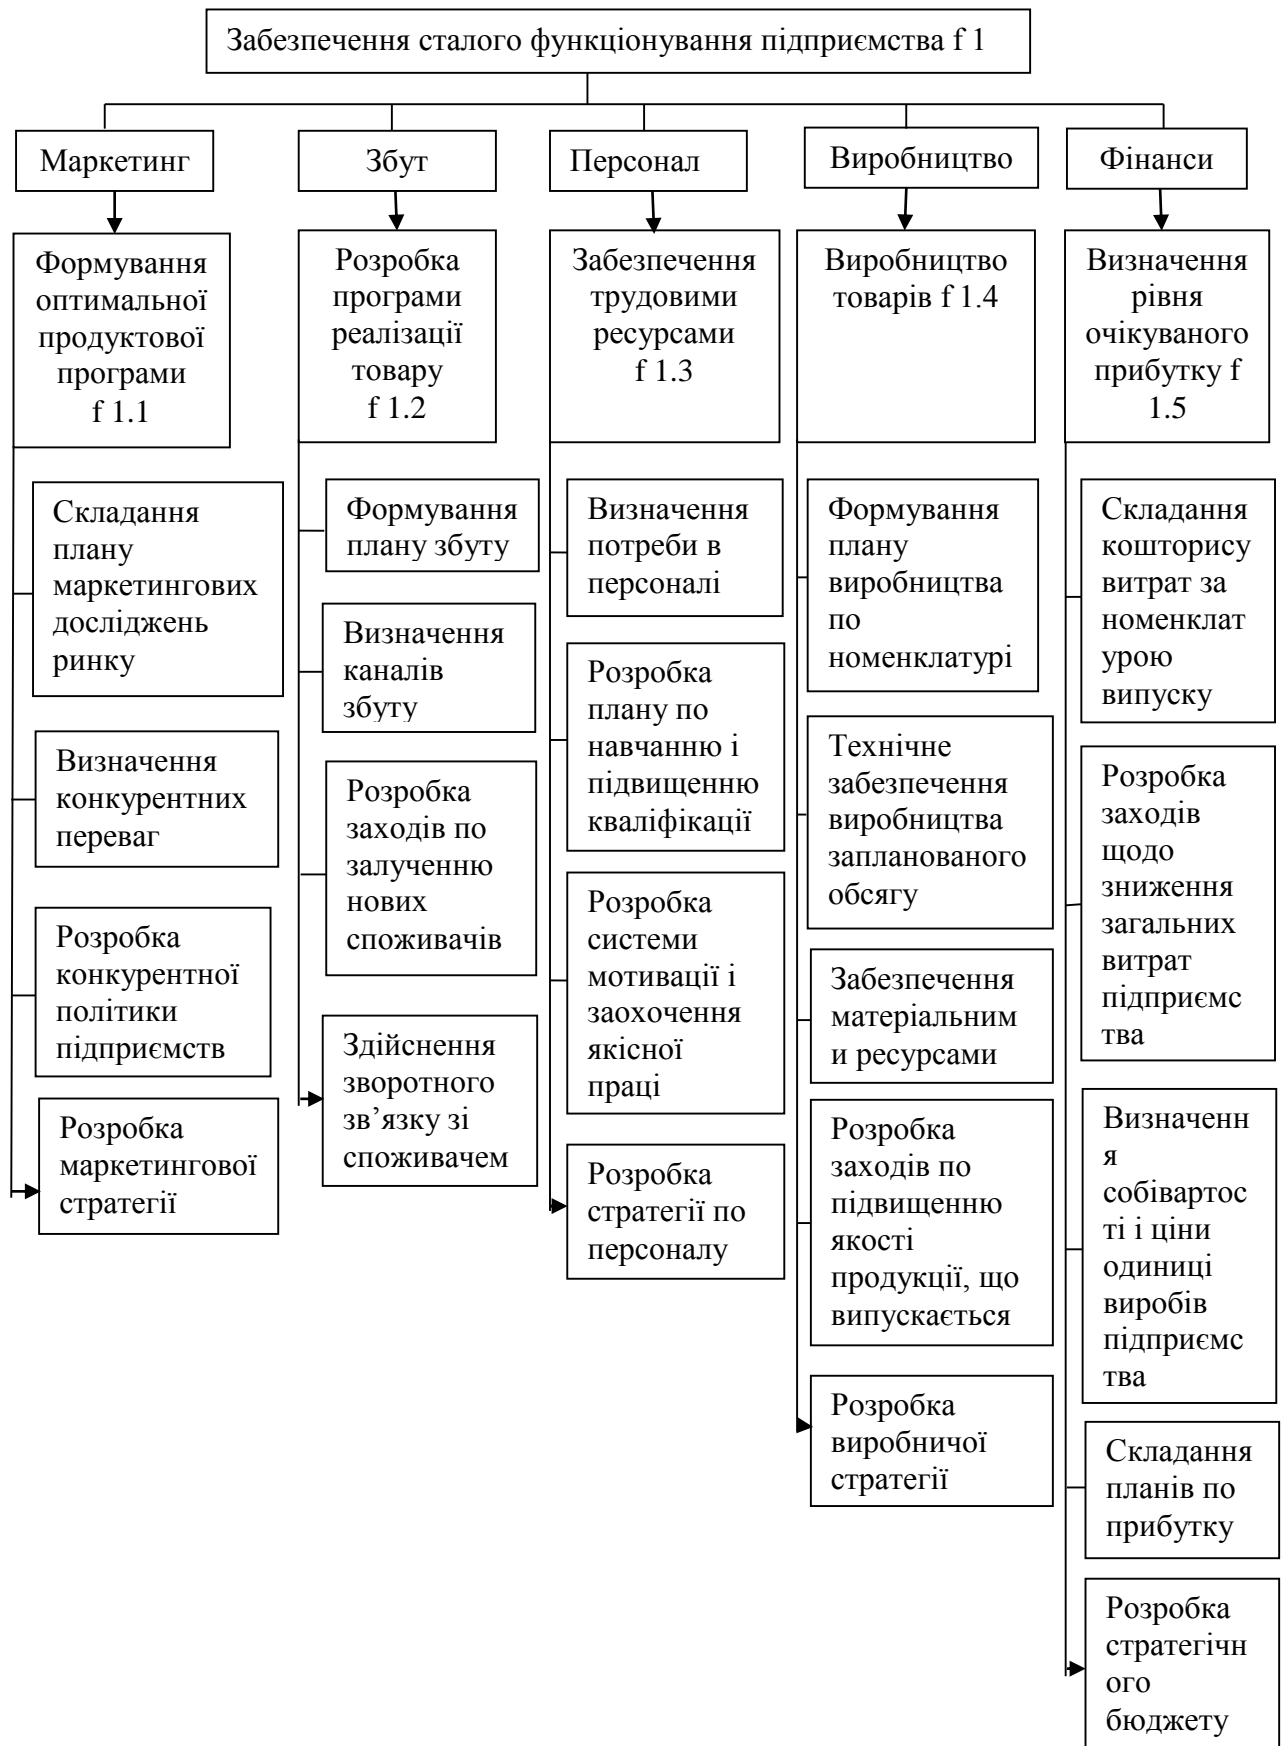 Забезпечення сталого функціонування підприємства f 1
Маркетинг
Збут
Персонал
Виробництво
Фінанси
Формування
оптимальної
продуктової
програми
f 1.1
Розробка
програми
реалізації
товару
f 1.2
Забезпечення
трудовими
ресурсами
f 1.3
Виробництво
товарів f 1.4
Визначення
рівня
очікуваного
прибутку f
1.5
Складання
плану
маркетингових
досліджень
ринку
Визначення
конкурентних
переваг
Розробка
конкурентної
політики
підприємств
Розробка
маркетингової
стратегії
Формування
плану збуту
Визначення
каналів
збуту
Розробка
заходів по
залученню
нових
споживачів
Здійснення
зворотного
зв’язку зі
споживачем
Визначення
потреби в
персоналі
Розробка
плану по
навчанню і
підвищенню
кваліфікації
Розробка
системи
мотивації і
заохочення
якісної
праці
Розробка
стратегії по
персоналу
Формування
плану
виробництва
по
номенклатурі
Технічне
забезпечення
виробництва
запланованого
обсягу
Забезпечення
матеріальним
и ресурсами
Розробка
заходів по
підвищенню
якості
продукції, що
випускається
Розробка
виробничої
стратегії
Складання
кошторису
витрат за
номенклат
урою
випуску
Розробка
заходів
щодо
зниження
загальних
витрат
підприємс
тва
Визначенн
я
собівартос
ті і ціни
одиниці
виробів
підприємс
тва
Складання
планів по
прибутку
Розробка
стратегічн
ого
бюджету